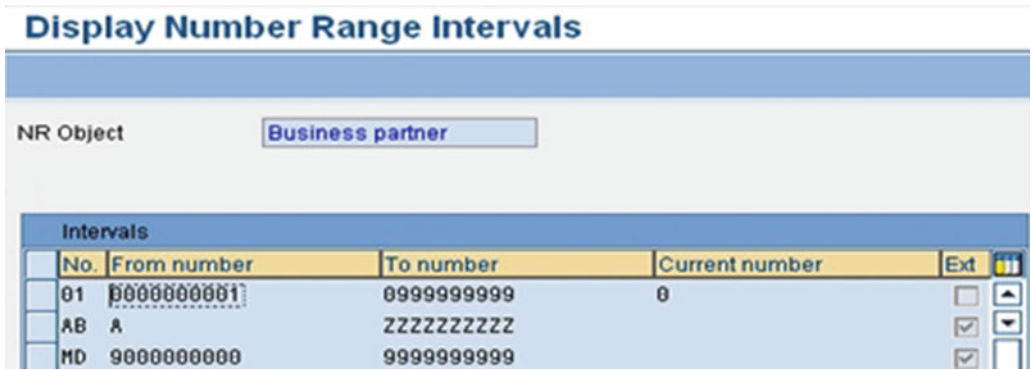 Display Number Range Intervals
NR Object Business partner
Intervals
No. From number To number Current number Ext
01 0000000001 0999999999 0
AB A ZZZZZZZZZZ
MD 9000000000 9999999999